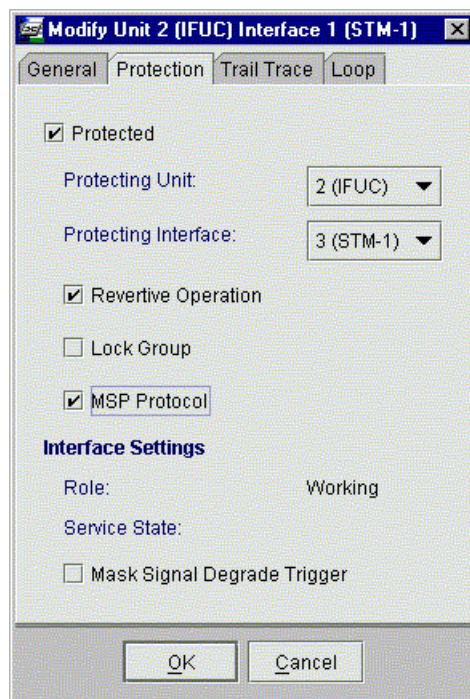 Modify Unit 2 (IFUC) Interface 1 (STM-1)
General Protection Trail Trace Loop
Protected
Protecting Unit: 2 (IFUC)
Protecting Interface: 3 (STM-1)
Revertive Operation
Lock Group
MSP Protocol
Interface Settings
Role: Working
Service State:
Mask Signal Degrade Trigger
OK Cancel